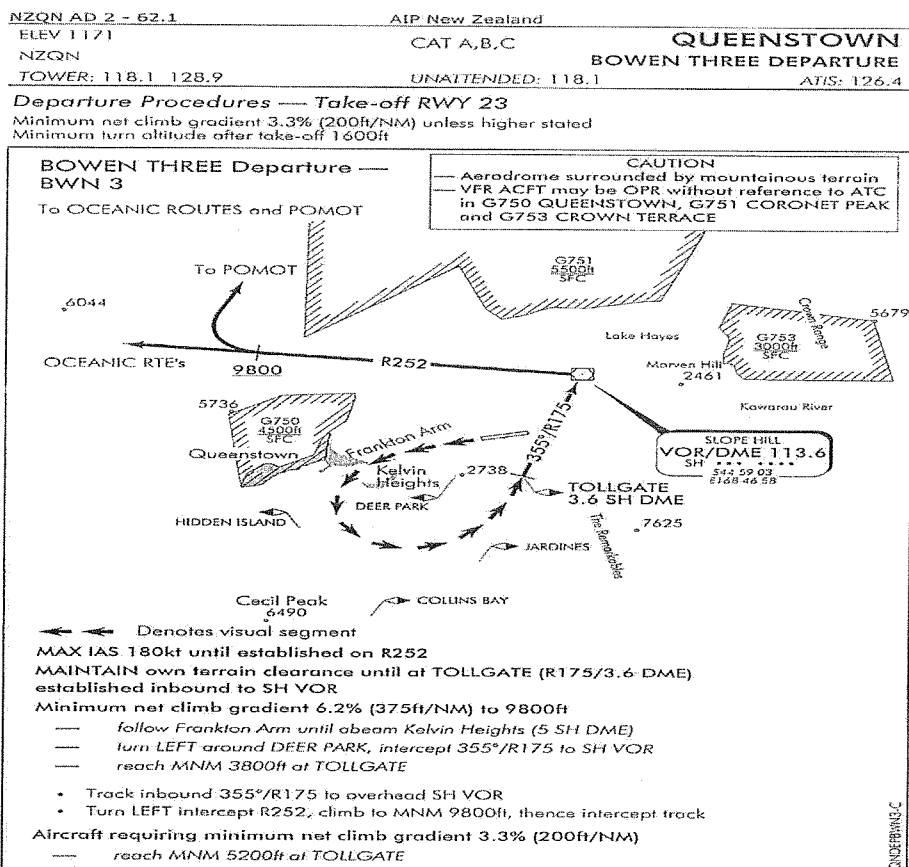 NZQN AD 2 - 62.1
AIP New Zealand
ELEV 1171
NZQN
TOWER: 118.1 128.9
CAT A,B,C
UNATTENDED: 118.1
QUEENSTOWN
BOWEN THREE DEPARTURE
ATIS: 126.4
Departure Procedures — Take-off RWY 23
Minimum net climb gradient 3.3% (200ft/NM) unless higher stated
Minimum turn altitude after take-off 1600ft
BOWEN THREE Departure —
BWN 3
To OCEANIC ROUTES and POMOT
CAUTION
— Aerodrome surrounded by mountainous terrain
— VFR ACFT may be OPR without reference to ATC
in G750 QUEENSTOWN, G751 CORONET PEAK
and G753 CROWN TERRACE
To POMOT
G751
5500ft
SFC
6044
Crown Range
5679
Lake Hayes
G753
3000ft
SFC
OCEANIC RTE's
9800
R252
Morven Hill
2461
5736
G750
4500ft
SFC
Kawarau River
Frankton Arm
355°/R175
SLOPE HILL
VOR/DME 113.6
SH
S44 59 03
E168 46 58
Queenstown
Kelvin
Heights
2738
TOLLGATE
3.6 SH DME
DEER PARK
HIDDEN ISLAND
The Remarkables
7625
JARDINES
Cecil Peak
6490
COLLINS BAY
Denotes visual segment
MAX IAS 180kt until established on R252
MAINTAIN own terrain clearance until at TOLLGATE (R175/3.6 DME)
established inbound to SH VOR
Minimum net climb gradient 6.2% (375ft/NM) to 9800ft
— follow Frankton Arm until abeam Kelvin Heights (5 SH DME)
— turn LEFT around DEER PARK, intercept 355°/R175 to SH VOR
— reach MNM 3800ft at TOLLGATE
• Track inbound 355°/R175 to overhead SH VOR
• Turn LEFT intercept R252, climb to MNM 9800ft, thence intercept track
Aircraft requiring minimum net climb gradient 3.3% (200ft/NM)
— reach MNM 5200ft at TOLLGATE